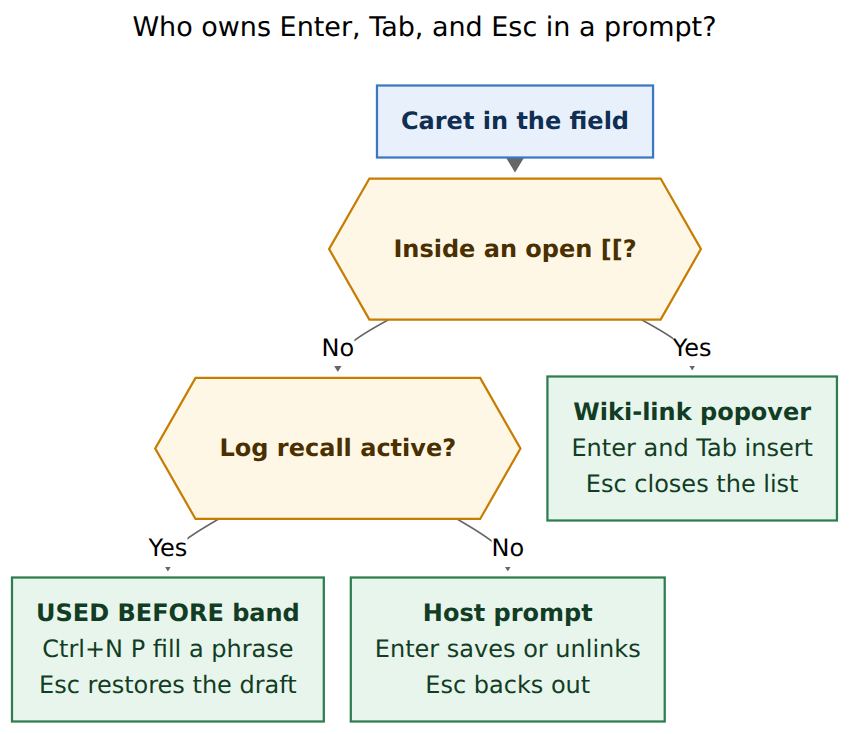 Who owns Enter, Tab, and Esc in a prompt?
Caret in the field
Inside an open [[?
No
Yes
Log recall active?
Wiki-link popover
Enter and Tab insert
Esc closes the list
Yes
No
USED BEFORE band
Ctrl+N P fill a phrase
Esc restores the draft
Host prompt
Enter saves or unlinks
Esc backs out